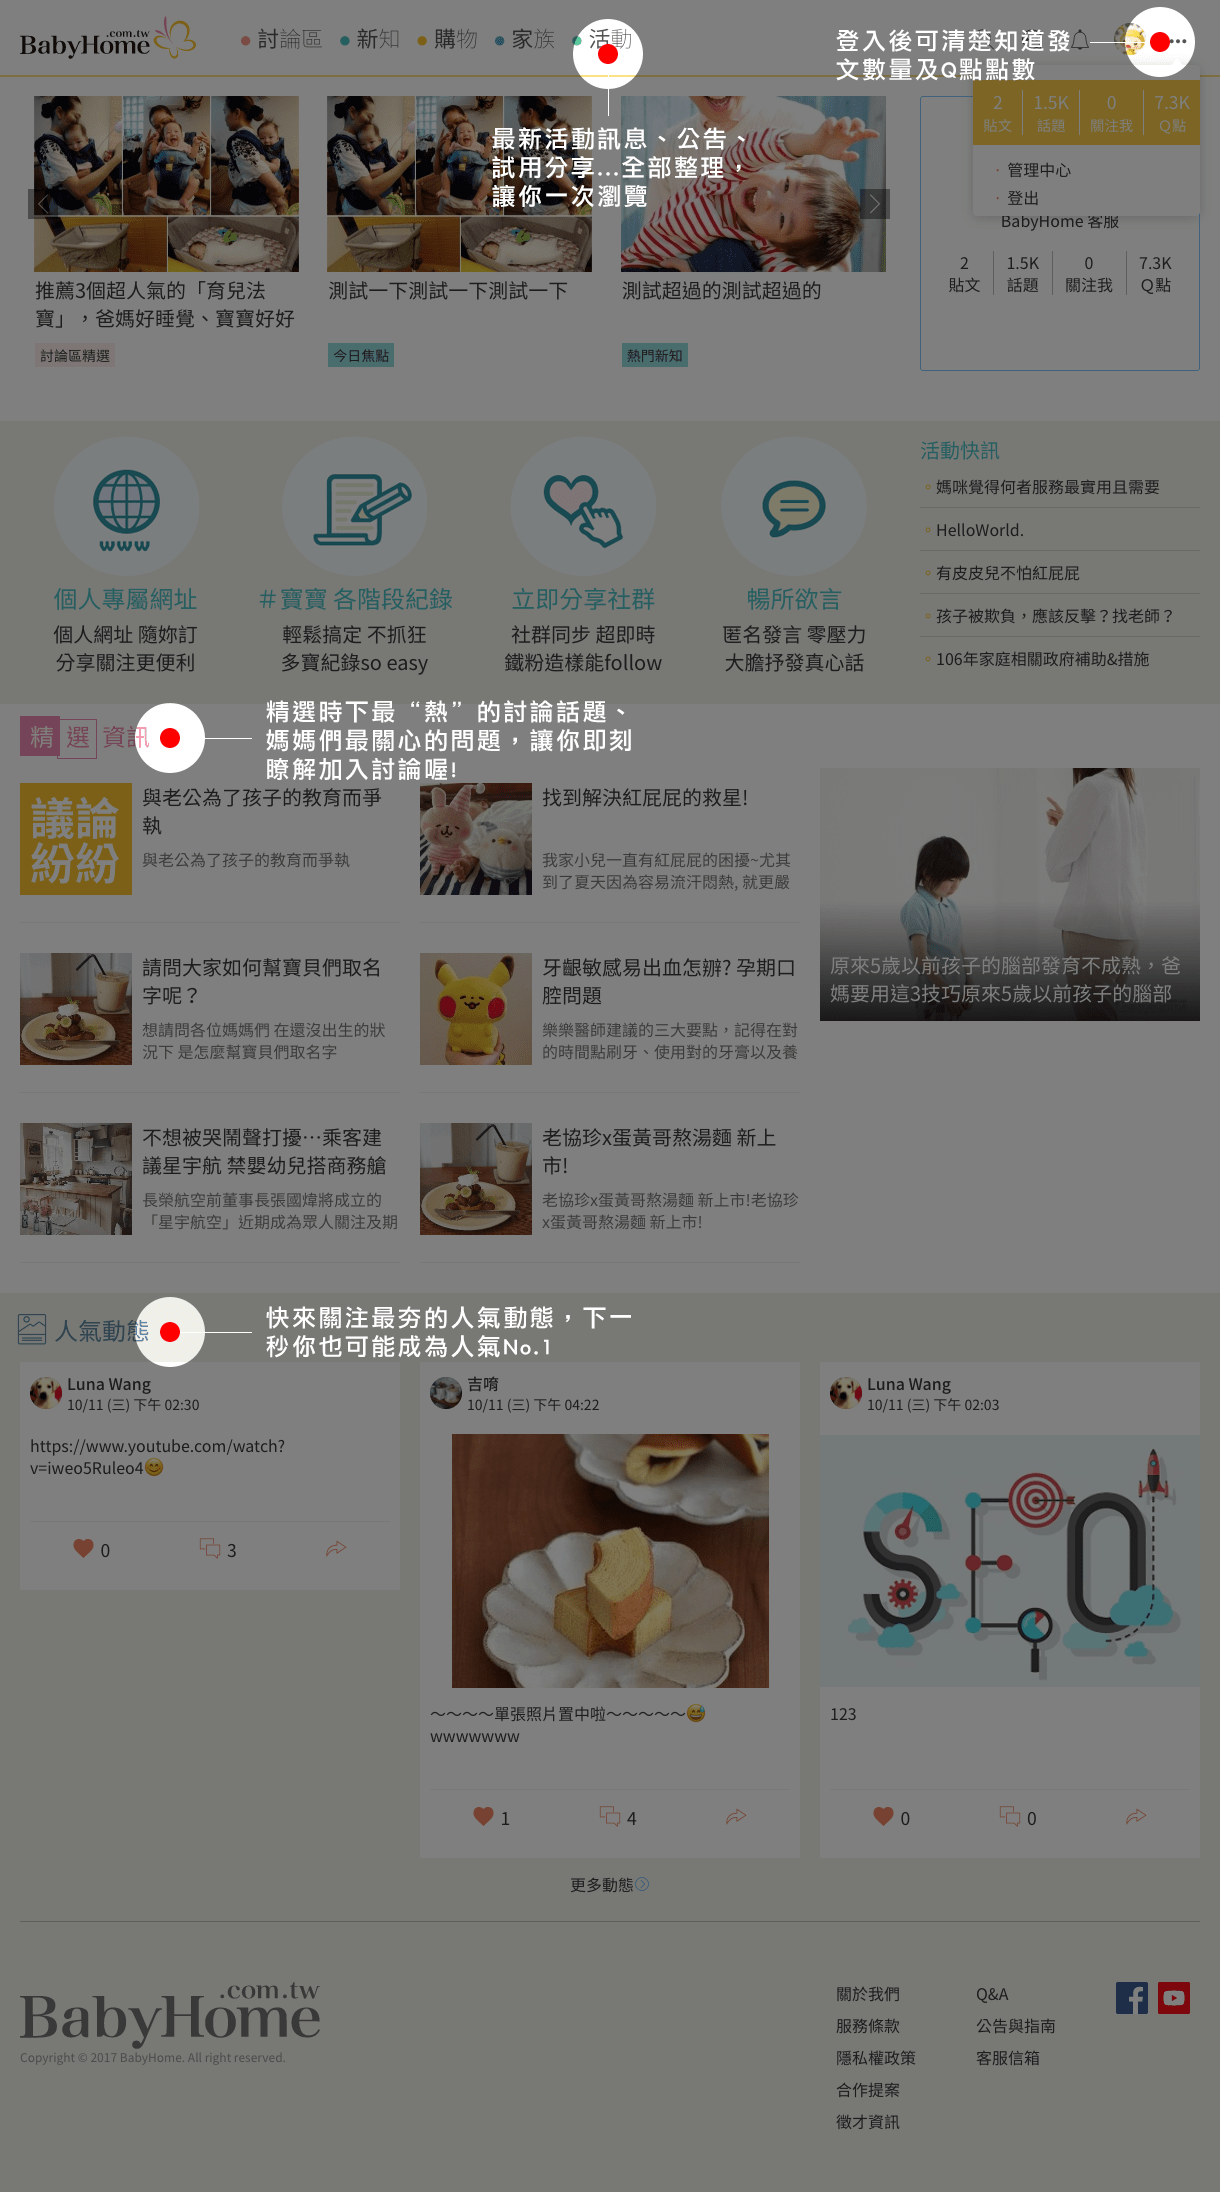 BabyHome.com.tw
討論區
新知
購物
家族
活動
登入後可清楚知道發
文數量及Q點點數
最新活動訊息、公告、
試用分享...全部整理，
讓你一次瀏覽
2
貼文
1.5K
話題
0
關注我
7.3K
Q點
管理中心
登出
BabyHome 客服
2
貼文
1.5K
話題
0
關注我
7.3K
Q點
推薦3個超人氣的「育兒法
寶」，爸媽好睡覺、寶寶好好
討論區精選
測試一下測試一下測試一下
今日焦點
測試超過的測試超過的
熱門新知
www
個人專屬網址
個人網址 隨妳訂
分享關注更便利
＃寶寶 各階段紀錄
輕鬆搞定 不抓狂
多寶紀錄so easy
立即分享社群
社群同步 超即時
鐵粉造樣能follow
暢所欲言
匿名發言 零壓力
大膽抒發真心話
活動快訊
媽咪覺得何者服務最實用且需要
HelloWorld.
有皮皮兒不怕紅屁屁
孩子被欺負，應該反擊？找老師？
106年家庭相關政府補助&措施
精選資訊
精選時下最“熱”的討論話題、
媽媽們最關心的問題，讓你即刻
瞭解加入討論喔!
議論
紛紛
與老公為了孩子的教育而爭
執
與老公為了孩子的教育而爭執
找到解決紅屁屁的救星!
我家小兒一直有紅屁屁的困擾~尤其
到了夏天因為容易流汗悶熱, 就更嚴
原來5歲以前孩子的腦部發育不成熟，爸
媽要用這3技巧原來5歲以前孩子的腦部
請問大家如何幫寶貝們取名
字呢？
想請問各位媽媽們 在還沒出生的狀
況下 是怎麼幫寶貝們取名字
牙齦敏感易出血怎辦? 孕期口
腔問題
樂樂醫師建議的三大要點，記得在對
的時間點刷牙、使用對的牙膏以及養
不想被哭鬧聲打擾…乘客建
議星宇航 禁嬰幼兒搭商務艙
長榮航空前董事長張國煒將成立的
「星宇航空」近期成為眾人關注及期
老協珍x蛋黃哥熬湯麵 新上
市!
老協珍x蛋黃哥熬湯麵 新上市!老協珍
x蛋黃哥熬湯麵 新上市!
人氣動態
快來關注最夯的人氣動態，下一
秒你也可能成為人氣No.1
Luna Wang
10/11 (三) 下午 02:30
https://www.youtube.com/watch?
v=iweo5Ruleo4😊
0
3
吉唷
10/11 (三) 下午 04:22
～～～～單張照片置中啦～～～～～😅
wwwwwww
1
4
Luna Wang
10/11 (三) 下午 02:03
SEO
123
0
0
更多動態
BabyHome.com.tw
Copyright © 2017 BabyHome. All right reserved.
關於我們
服務條款
隱私權政策
合作提案
徵才資訊
Q&A
公告與指南
客服信箱